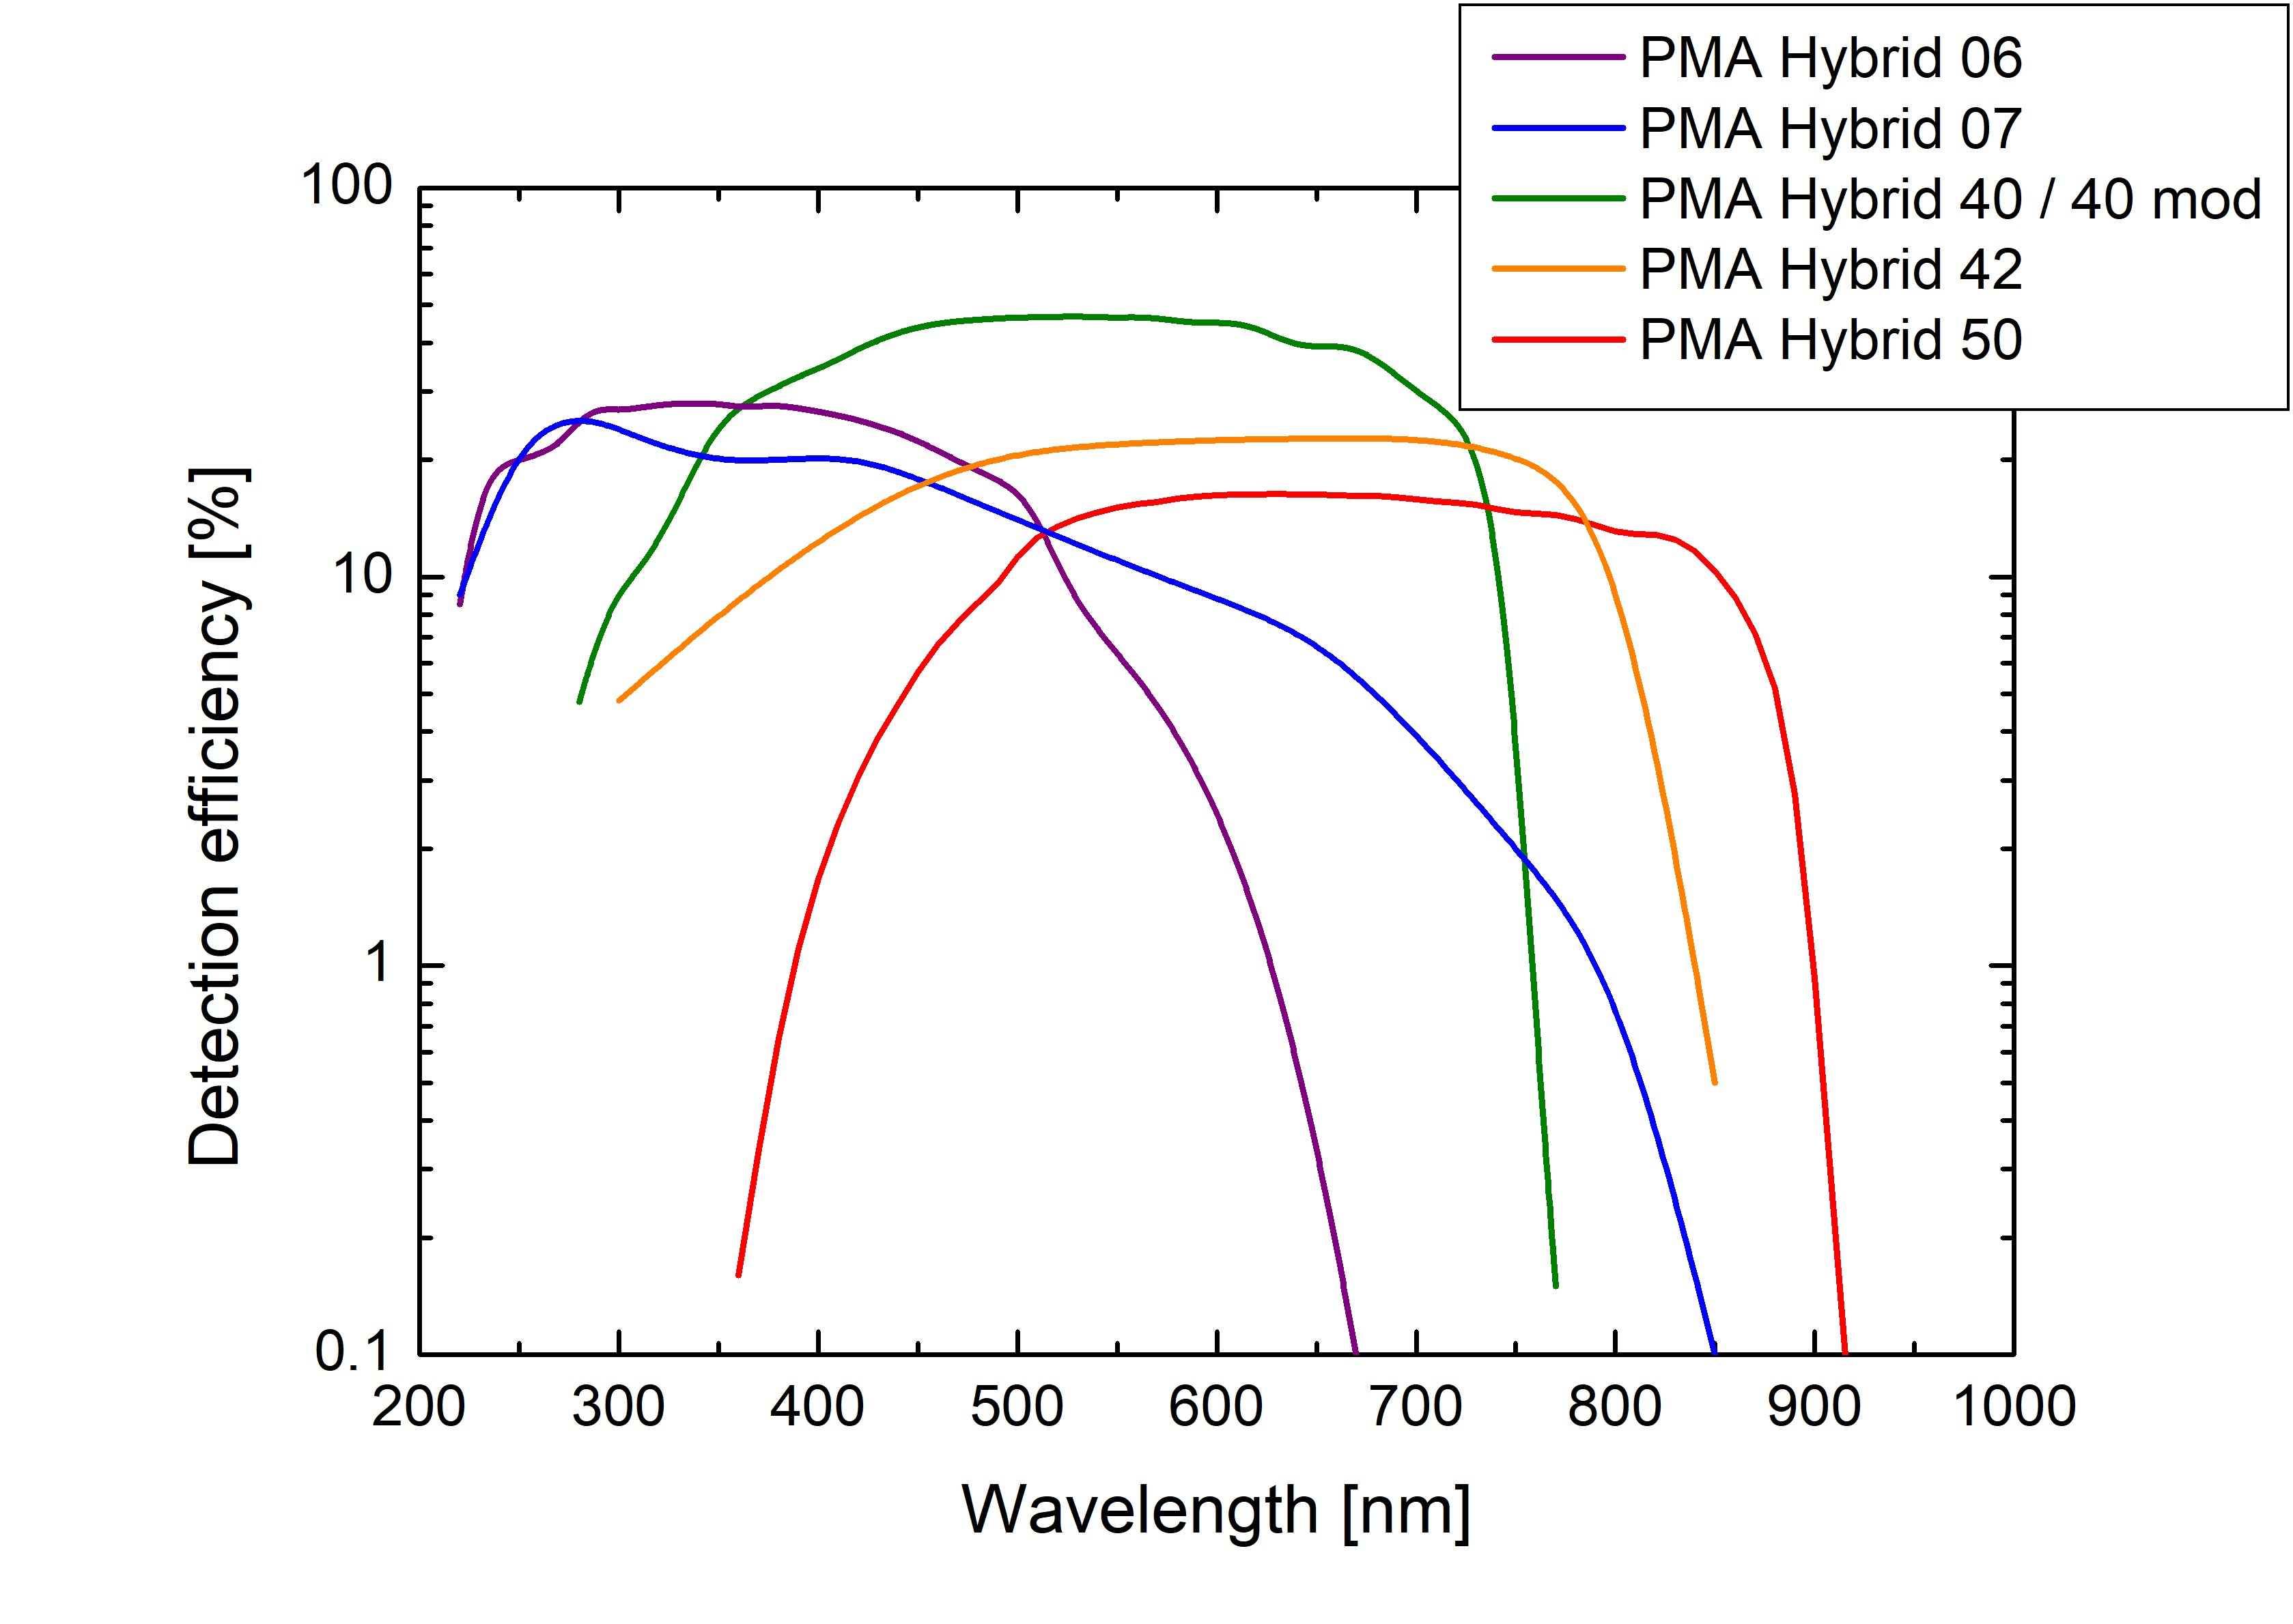 PMA Hybrid 06
PMA Hybrid 07
PMA Hybrid 40 / 40 mod
PMA Hybrid 42
PMA Hybrid 50
100
10
1
0.1
Detection efficiency [%]
200 300 400 500 600 700 800 900 1000
Wavelength [nm]